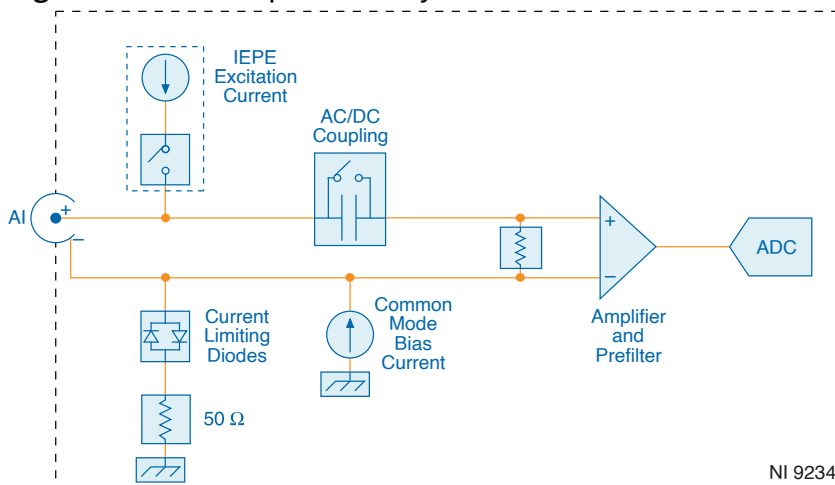 IEPE
Excitation
Current
AC/DC
Coupling
AI
+
−
+
−
ADC
Amplifier
and
Prefilter
Current
Limiting
Diodes
Common
Mode
Bias
Current
50 Ω
NI 9234